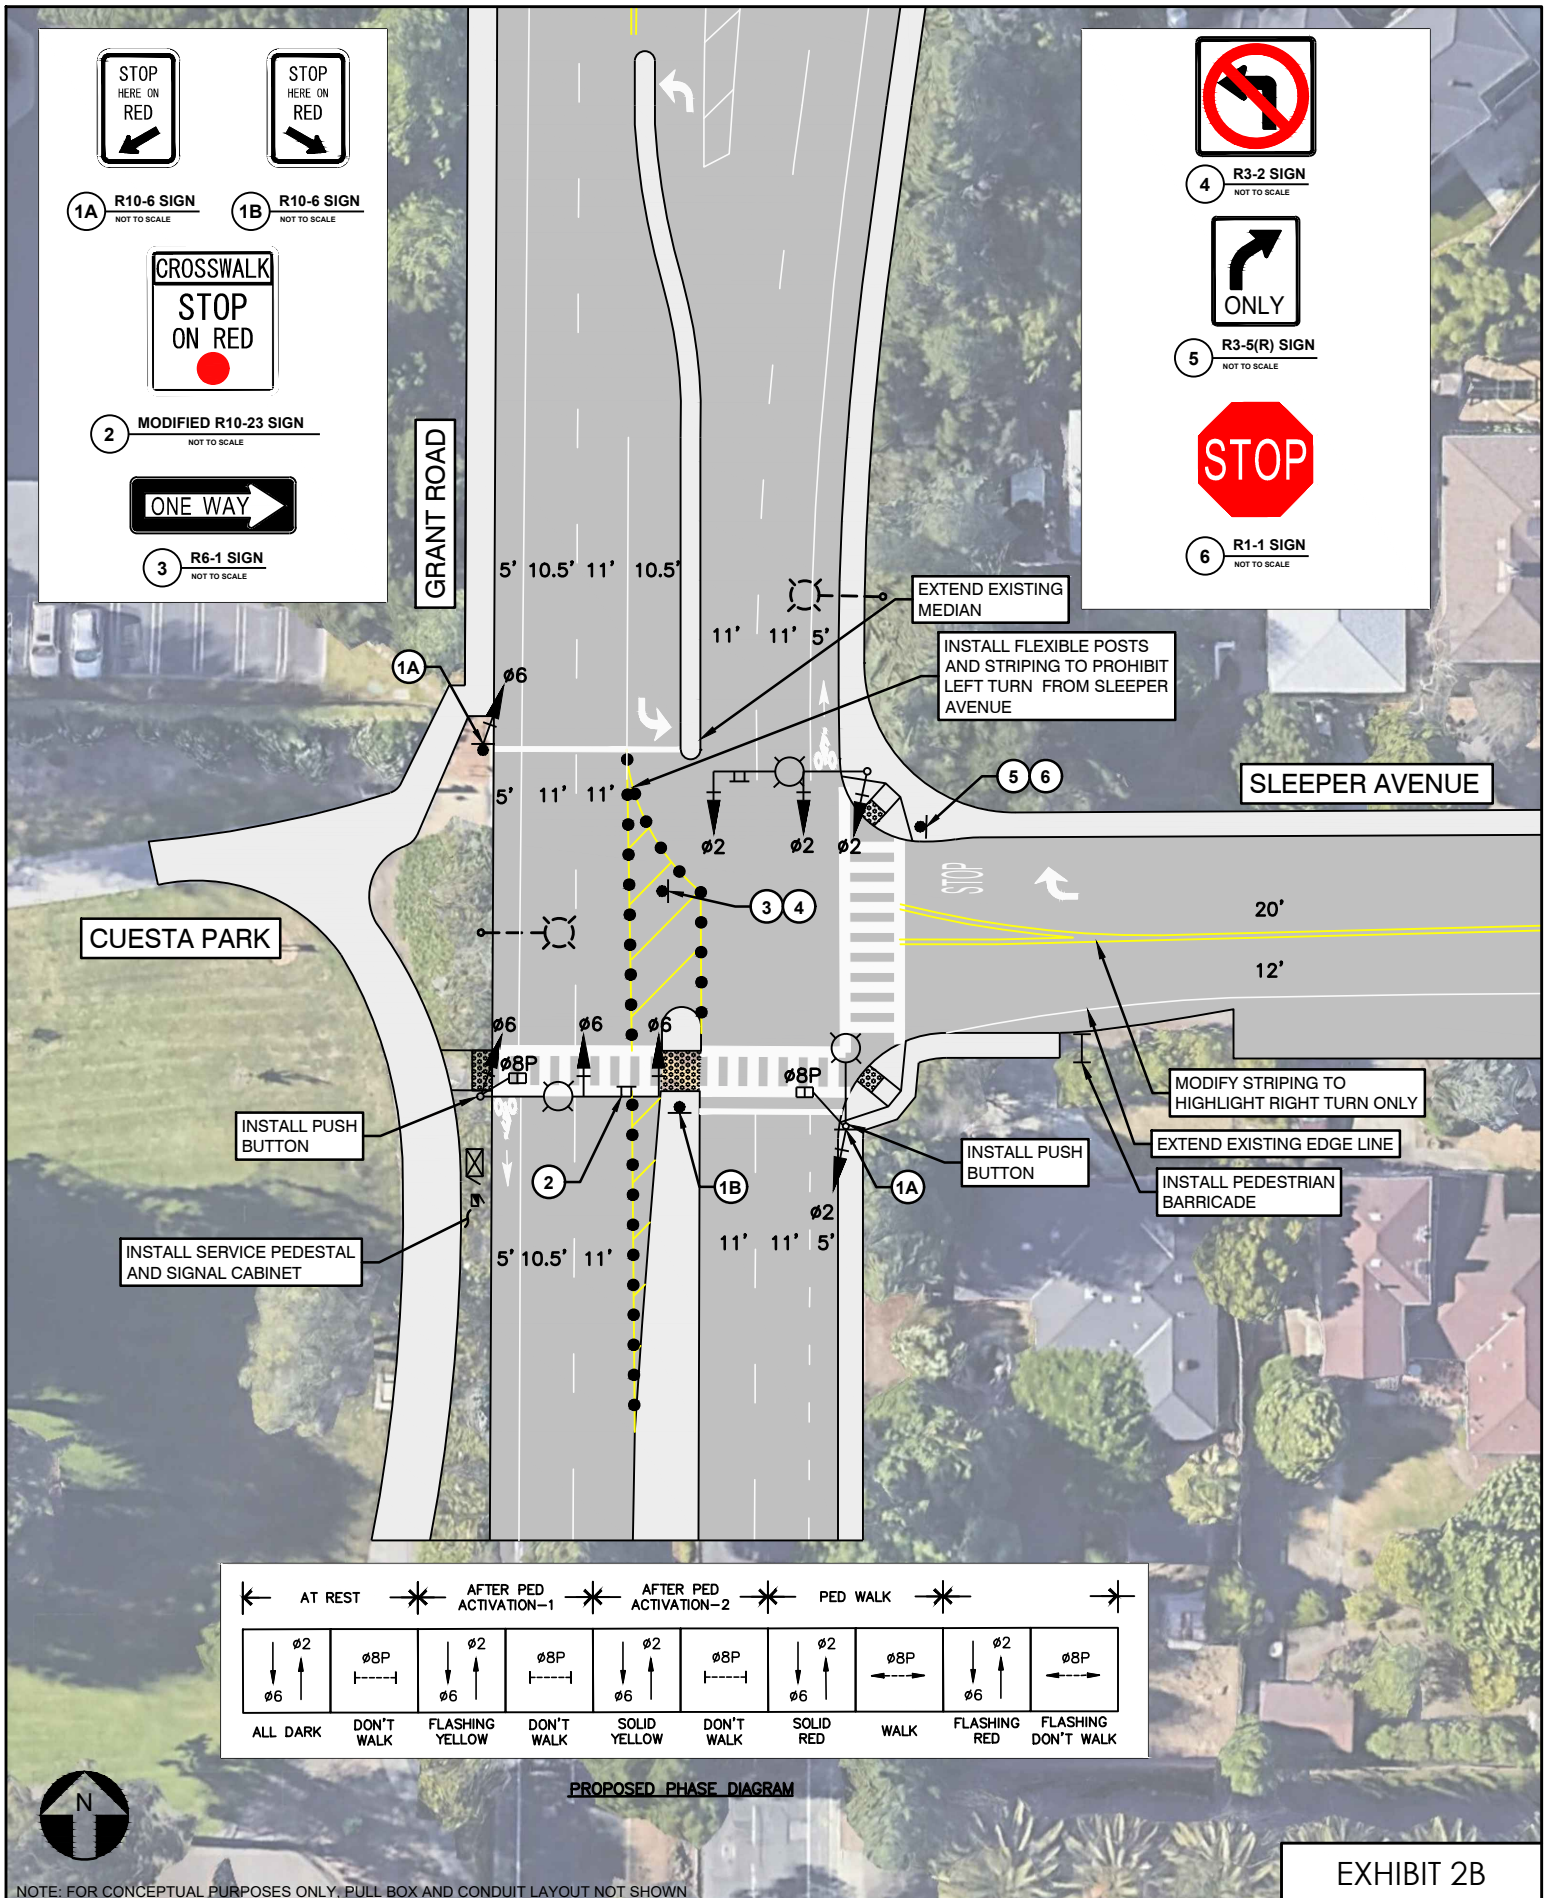 STOP
HERE ON
RED
STOP
HERE ON
RED
1A R10-6 SIGN
NOT TO SCALE
1B R10-6 SIGN
NOT TO SCALE
CROSSWALK
STOP
ON RED
2 MODIFIED R10-23 SIGN
NOT TO SCALE
ONE WAY
3 R6-1 SIGN
NOT TO SCALE
4 R3-2 SIGN
NOT TO SCALE
ONLY
5 R3-5(R) SIGN
NOT TO SCALE
STOP
6 R1-1 SIGN
NOT TO SCALE
GRANT ROAD
5' 10.5' 11' 10.5'
11' 11' 5'
EXTEND EXISTING
MEDIAN
INSTALL FLEXIBLE POSTS
AND STRIPING TO PROHIBIT
LEFT TURN FROM SLEEPER
AVENUE
1A
ø6
5' 11' 11'
5 6
SLEEPER AVENUE
ø2 ø2 ø2
STOP
3 4
20'
12'
CUESTA PARK
ø6 ø6 ø6
ø8P
ø8P
INSTALL PUSH
BUTTON
2
1B
1A
ø2
INSTALL PUSH
BUTTON
MODIFY STRIPING TO
HIGHLIGHT RIGHT TURN ONLY
EXTEND EXISTING EDGE LINE
INSTALL PEDESTRIAN
BARRICADE
INSTALL SERVICE PEDESTAL
AND SIGNAL CABINET
5' 10.5' 11'
11' 11' 5'
AT REST
AFTER PED
ACTIVATION-1
AFTER PED
ACTIVATION-2
PED WALK
ø2
ø6
ø8P
ø2
ø6
ø8P
ø2
ø6
ø8P
ø2
ø6
ø8P
ø2
ø6
ø8P
ALL DARK
DON'T
WALK
FLASHING
YELLOW
DON'T
WALK
SOLID
YELLOW
DON'T
WALK
SOLID
RED
WALK
FLASHING
RED
FLASHING
DON'T WALK
PROPOSED PHASE DIAGRAM
N
NOTE: FOR CONCEPTUAL PURPOSES ONLY, PULL BOX AND CONDUIT LAYOUT NOT SHOWN
EXHIBIT 2B